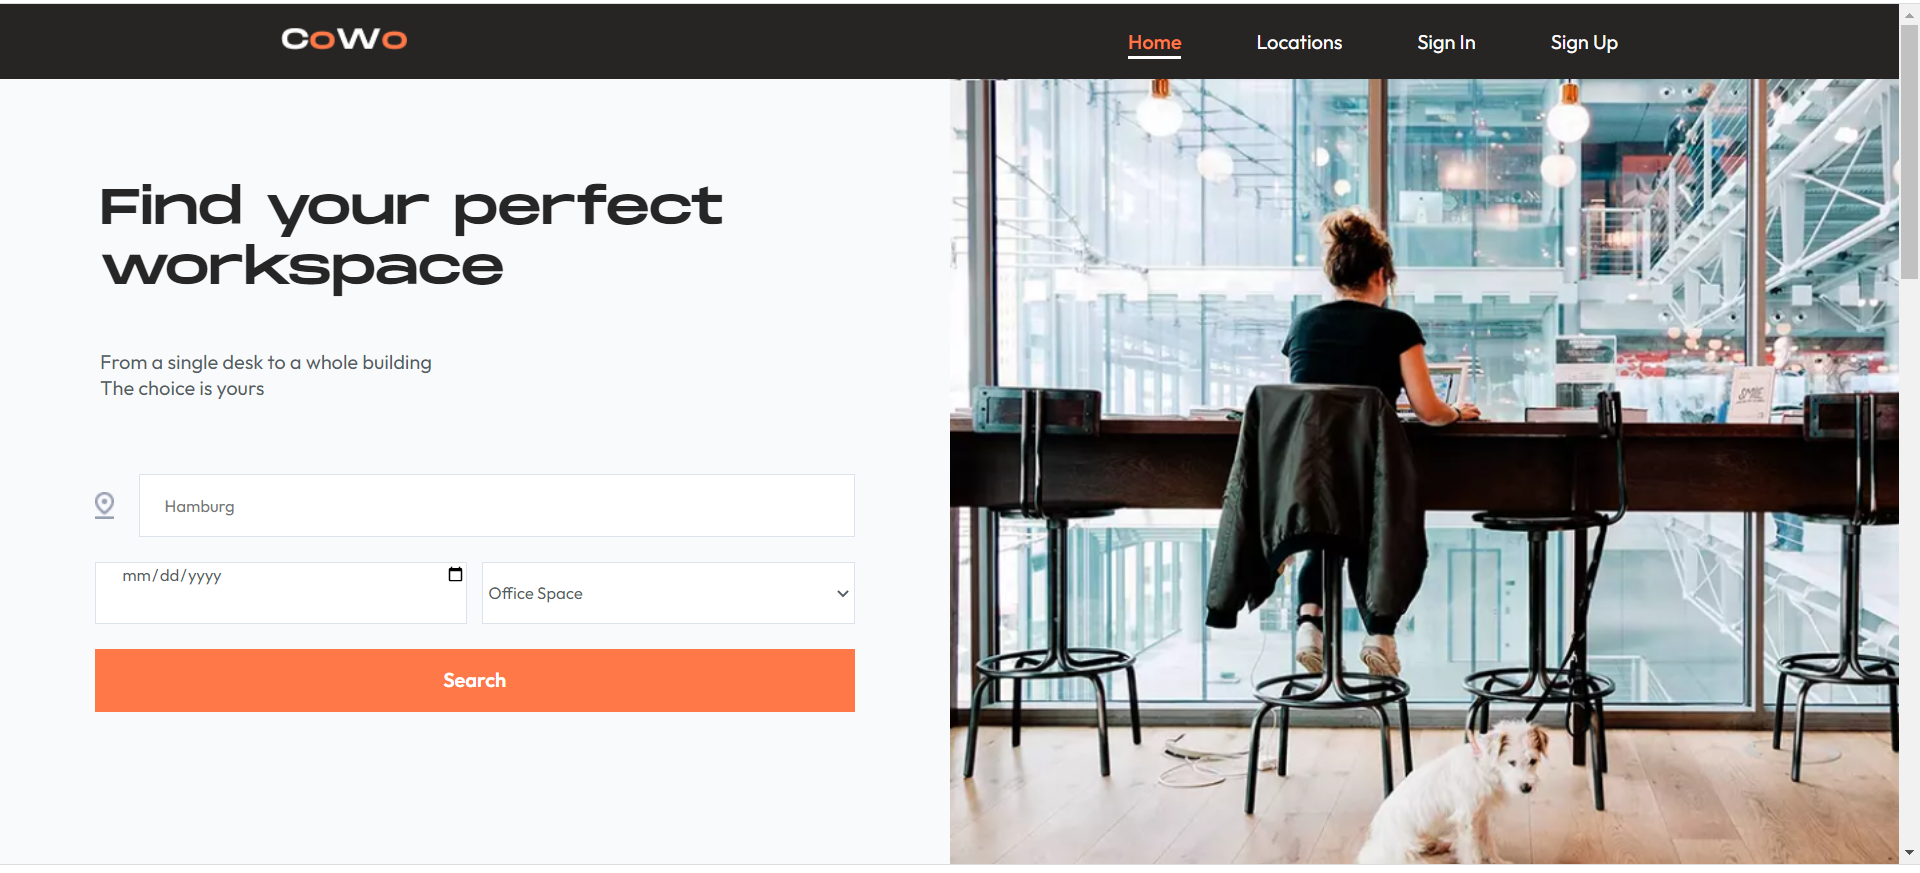 CoWo
Home
Locations
Sign In
Sign Up
Find your perfect
workspace
From a single desk to a whole building
The choice is yours
Hamburg
mm/dd/yyyy
Office Space
Search
SMILE